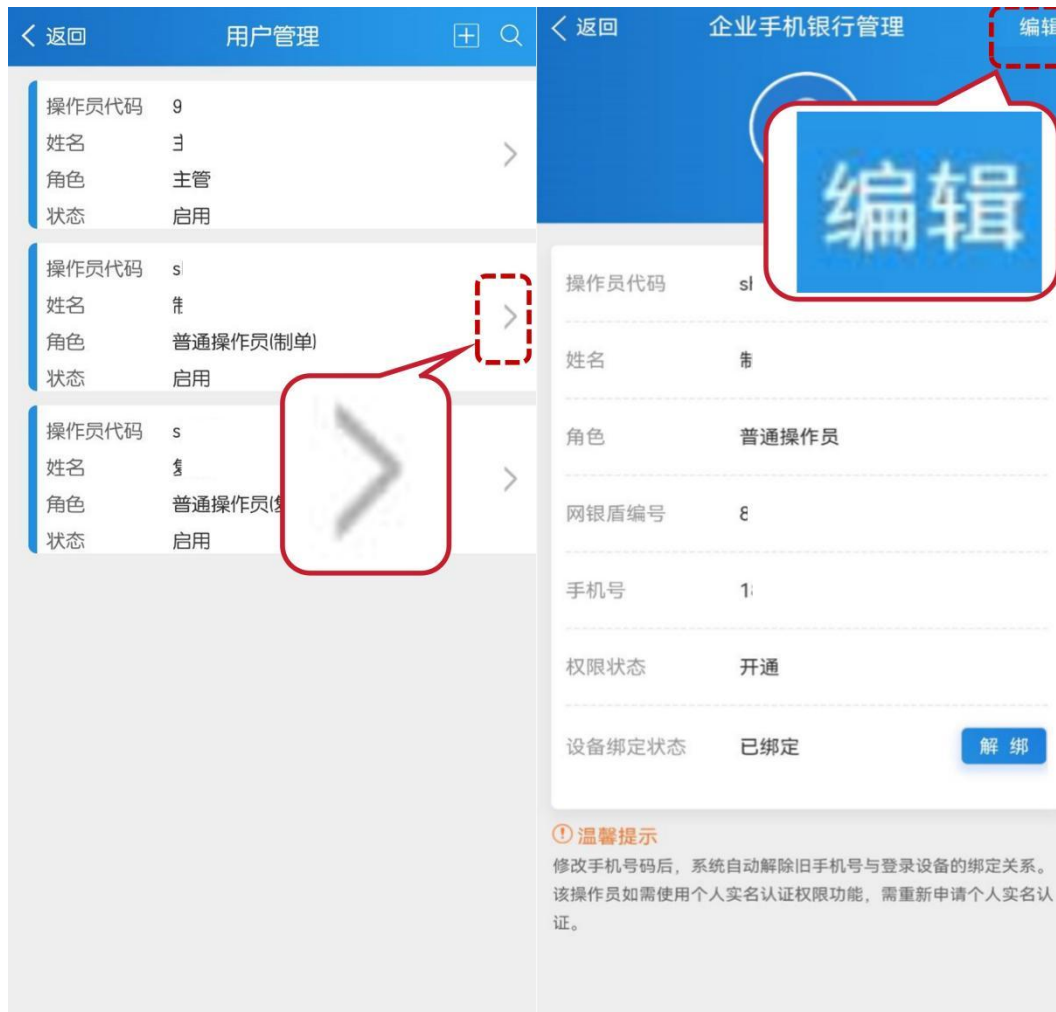 返回
用户管理
操作员代码 9
姓名
角色 主管
状态 启用
操作员代码 s
姓名
角色 普通操作员(制单)
状态 启用
操作员代码 s
姓名
角色 普通操作员(
状态 启用
返回
企业手机银行管理
编辑
编辑
操作员代码 sh
姓名 制
角色 普通操作员
网银盾编号 8
手机号 18
权限状态 开通
设备绑定状态 已绑定 解绑
温馨提示
修改手机号码后，系统自动解除旧手机号与登录设备的绑定关系。
该操作员如需使用个人实名认证权限功能，需重新申请个人实名认
证。